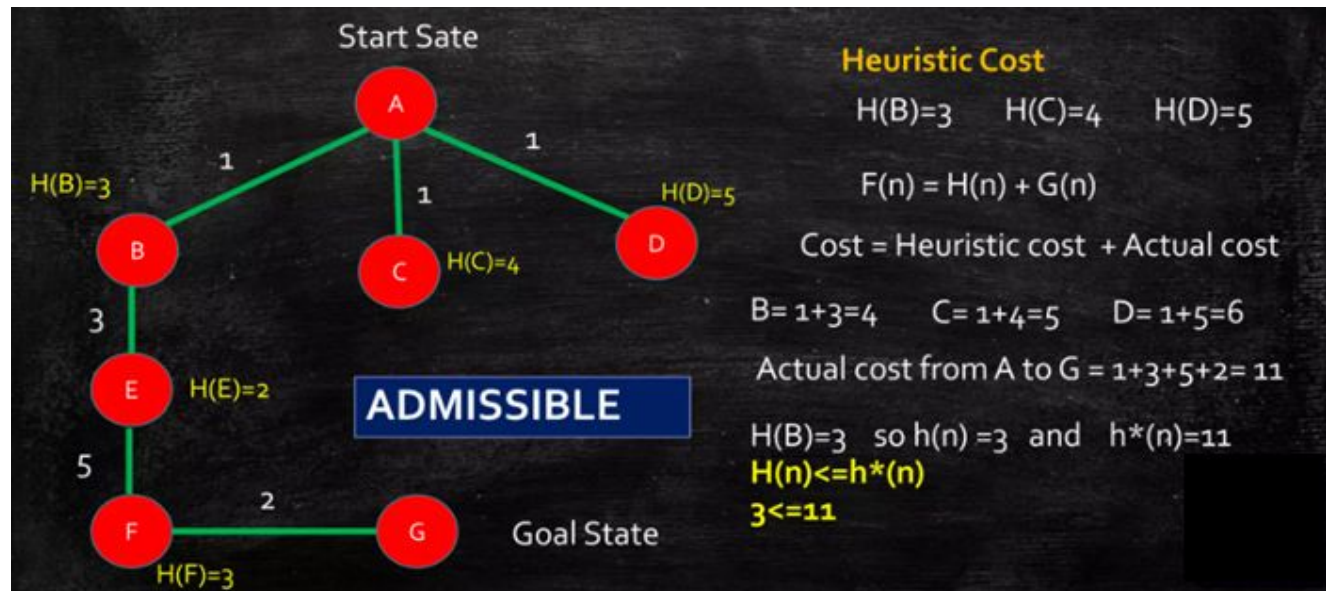 Start Sate
A
1
1
1
H(B)=3
H(D)=5
B
C
H(C)=4
D
3
E
H(E)=2
ADMISSIBLE
5
2
F
G
Goal State
H(F)=3
Heuristic Cost
H(B)=3 H(C)=4 H(D)=5
F(n) = H(n) + G(n)
Cost = Heuristic cost + Actual cost
B= 1+3=4 C= 1+4=5 D= 1+5=6
Actual cost from A to G = 1+3+5+2= 11
H(B)=3 so h(n) =3 and h*(n)=11
H(n)<=h*(n)
3<=11